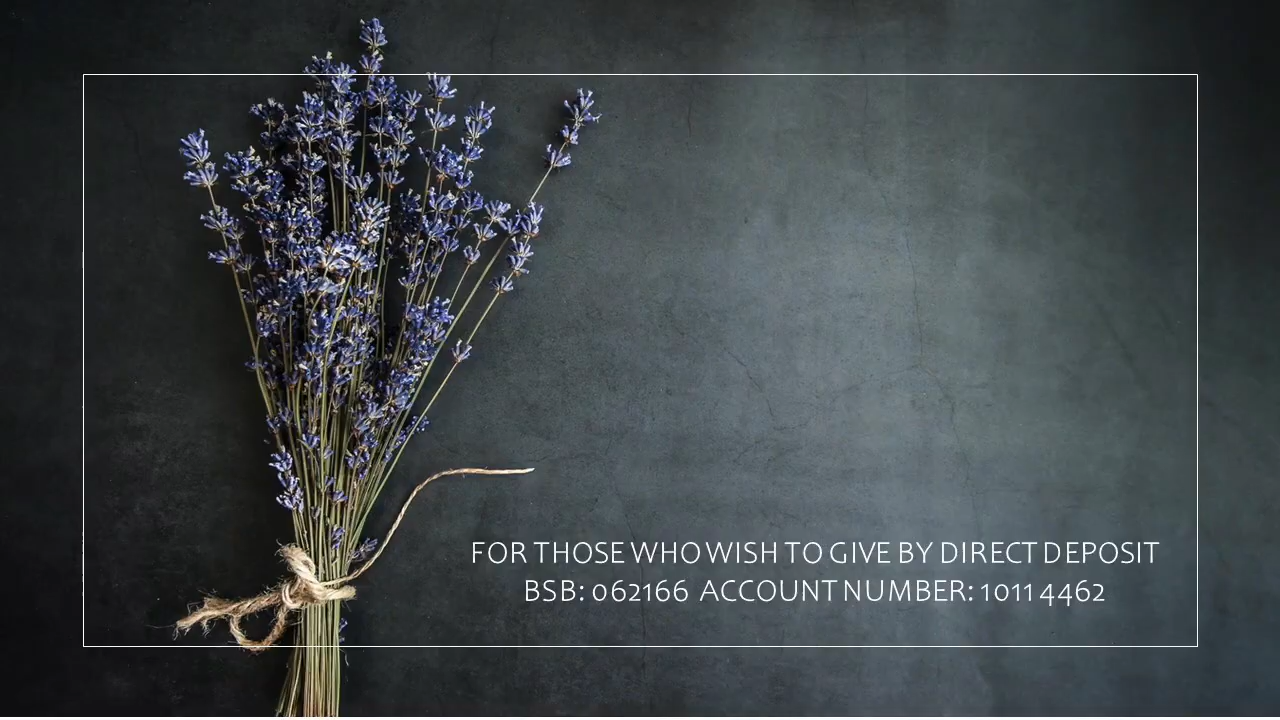 FOR THOSE WHO WISH TO GIVE BY DIRECT DEPOSIT
BSB: 062166 ACCOUNT NUMBER: 1011 4462